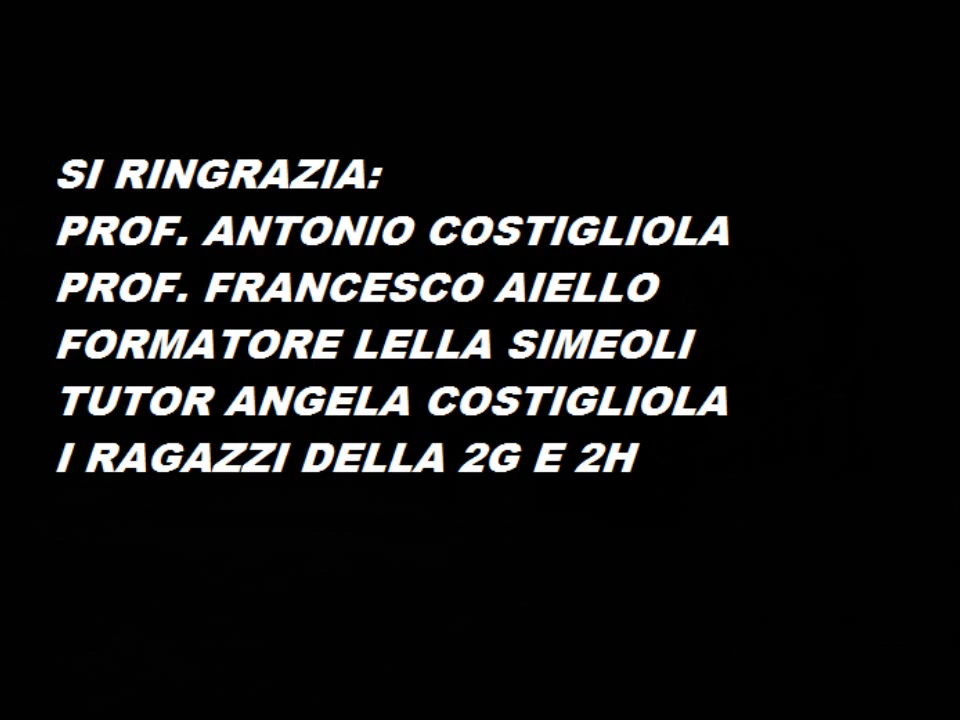 SI RINGRAZIA:
PROF. ANTONIO COSTIGLIOLA
PROF. FRANCESCO AIELLO
FORMATORE LELLA SIMEOLI
TUTOR ANGELA COSTIGLIOLA
I RAGAZZI DELLA 2G E 2H